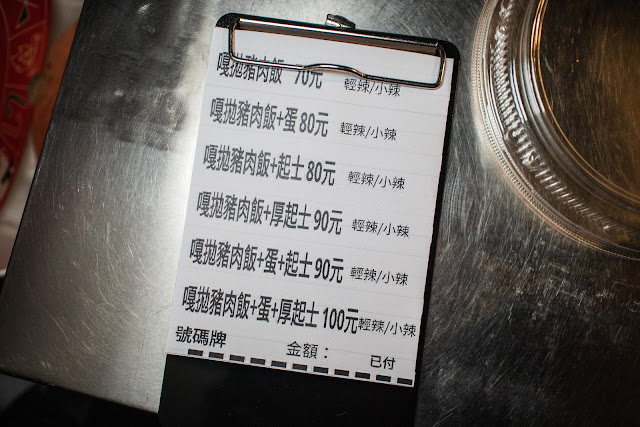 嘎拋豬肉飯 70元 輕辣/小辣
嘎拋豬肉飯+蛋 80元 輕辣/小辣
嘎拋豬肉飯+起士 80元 輕辣/小辣
嘎拋豬肉飯+厚起士 90元 輕辣/小辣
嘎拋豬肉飯+蛋+起士 90元 輕辣/小辣
嘎拋豬肉飯+蛋+厚起士 100元 輕辣/小辣
號碼牌 金額： 已付